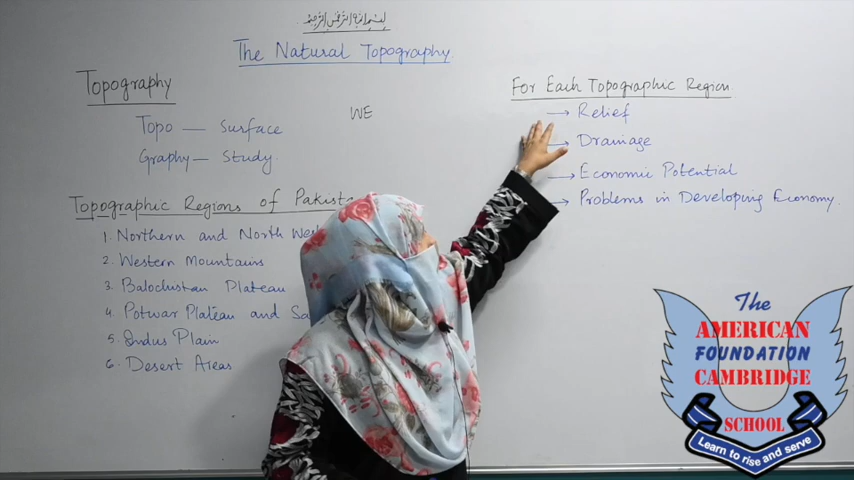 بسم اللہ الرحمن الرحیم
The Natural Topography.
Topography
Topo — Surface
Graphy — Study.
WE
Topographic Regions of Pakista
1. Northern and North Wes
2. Western Mountains
3. Balochistan Plateau
4. Potwar Plateau and Sa
5. Indus Plain
6. Desert Areas
For Each Topographic Region
→ Relief
→ Drainage
→ Economic Potential
→ Problems in Developing Economy.
The
AMERICAN
FOUNDATION
CAMBRIDGE
SCHOOL
Learn to rise and serve